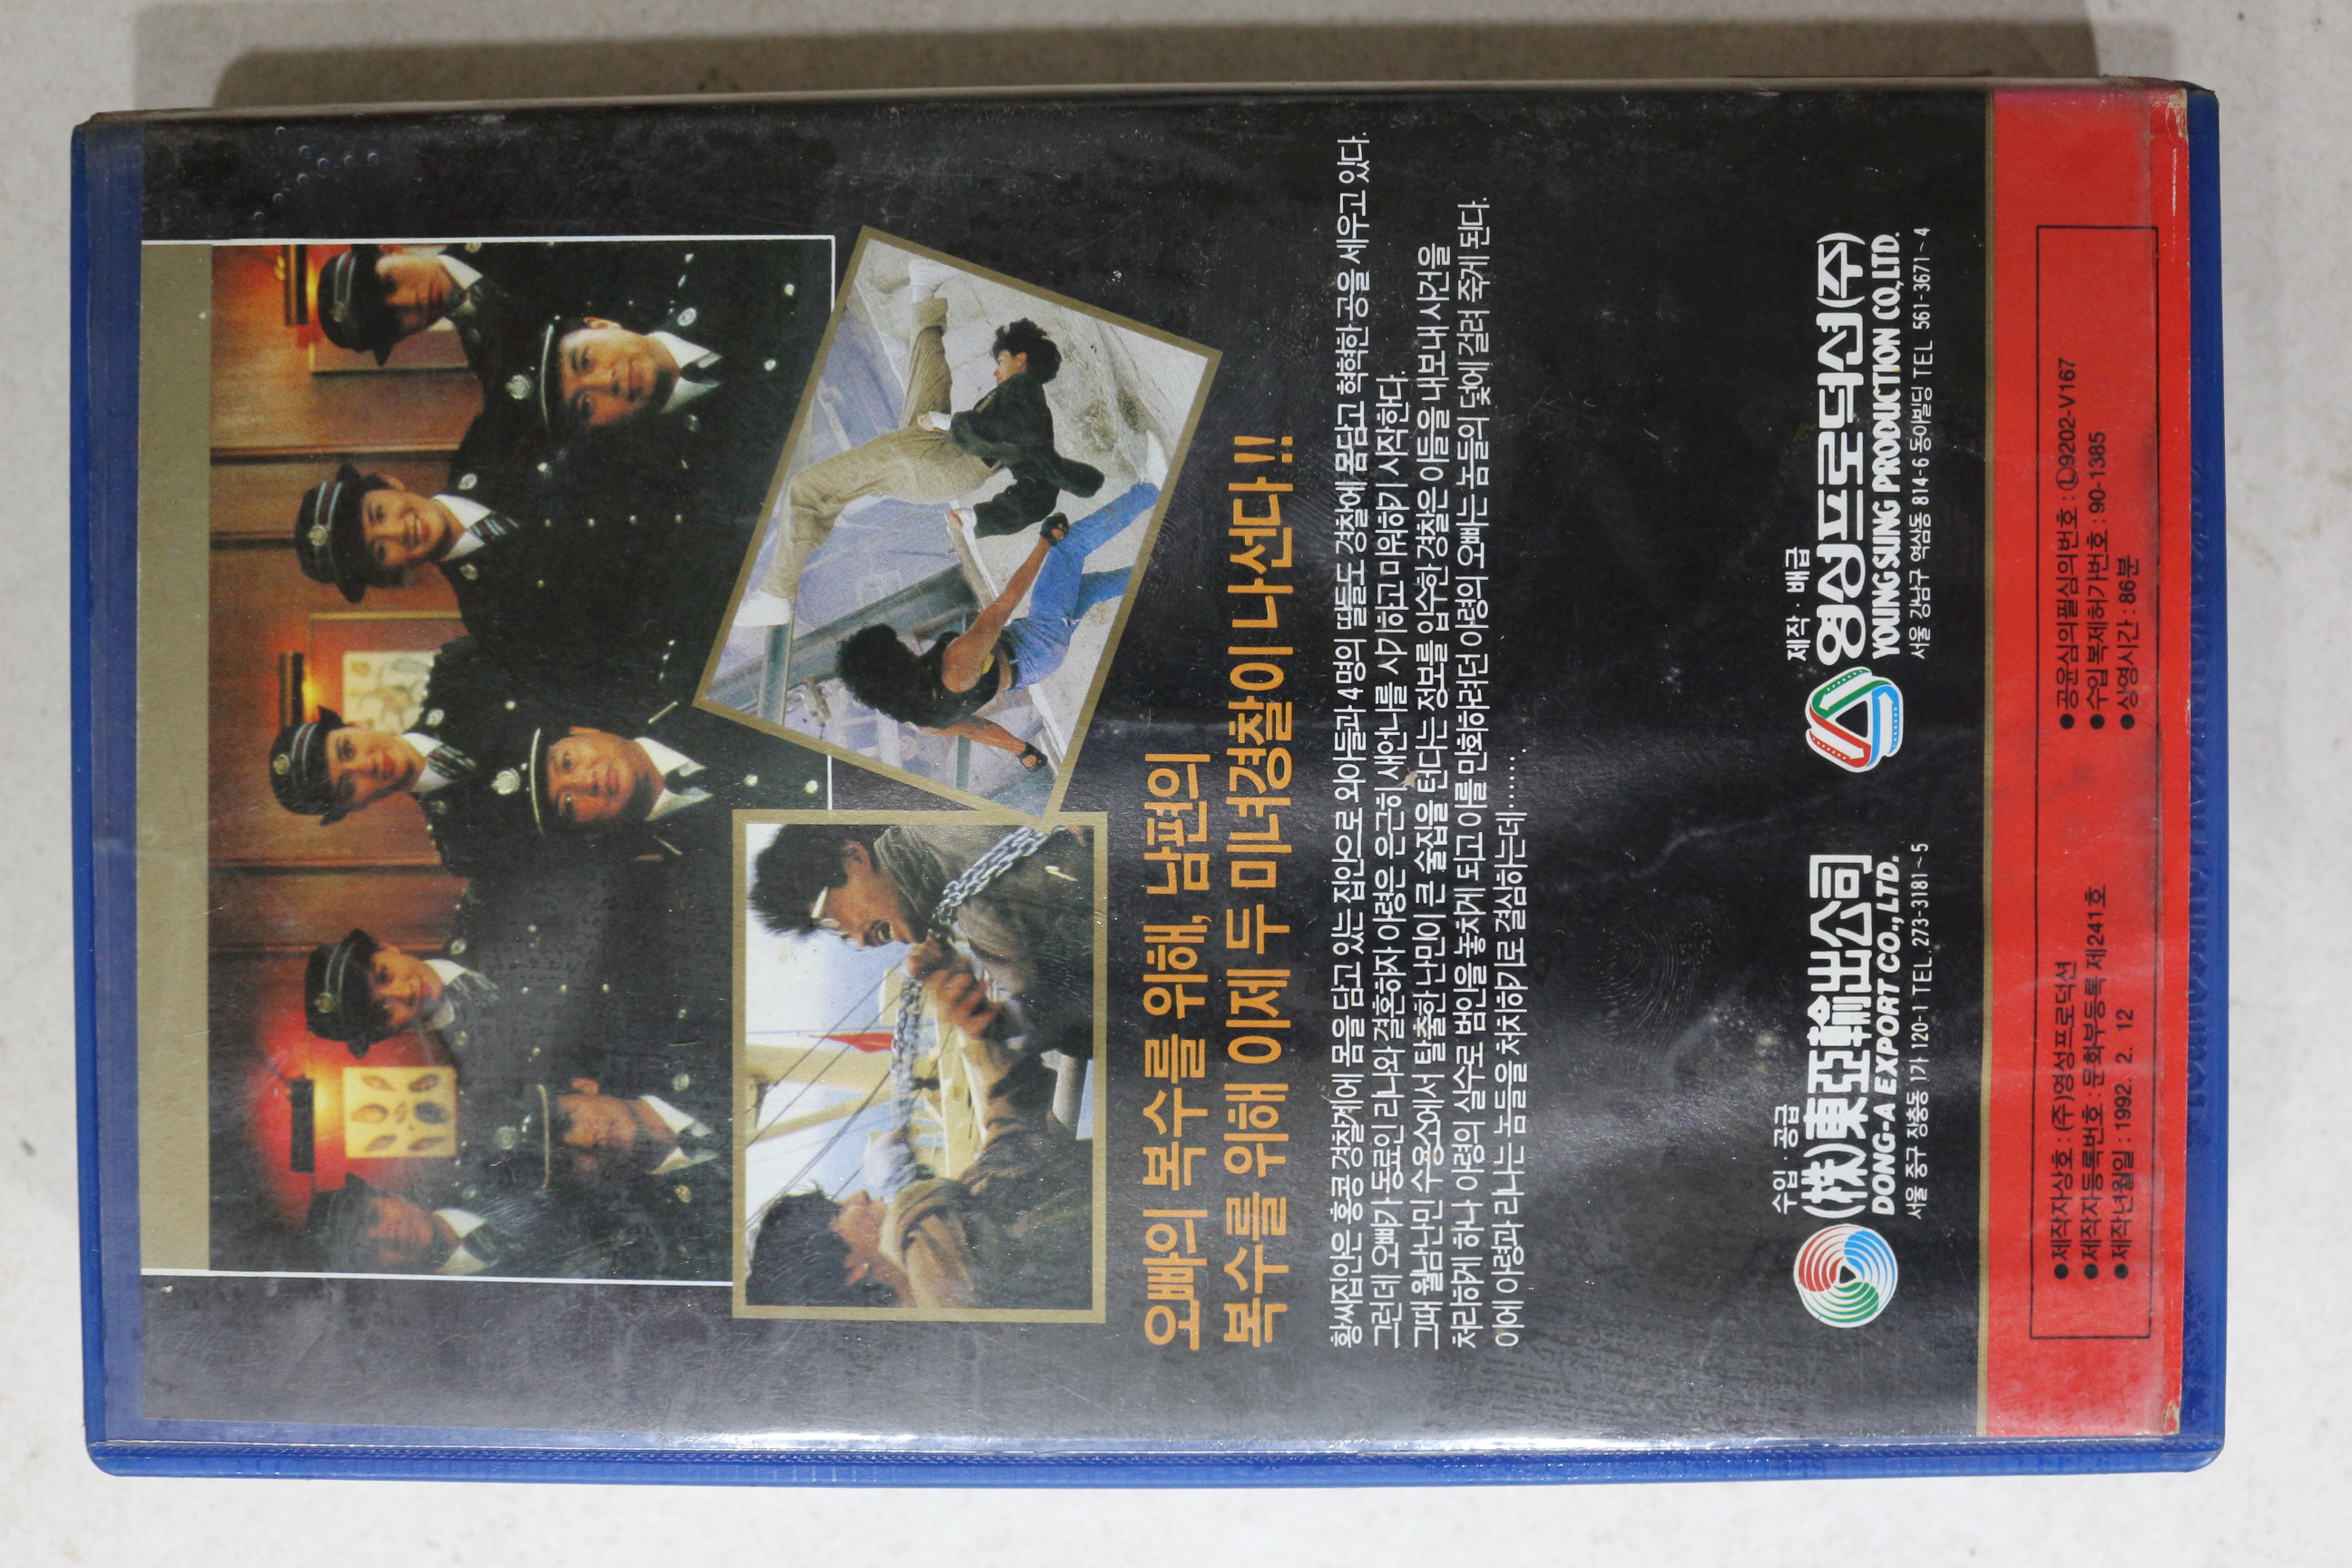 오빠의 복수를 위해, 남편의
복수를 위해 이제 두 미녀경찰이 나선다!!
황씨집안은 홍콩 경찰계에 몸을 담고 있는 집안으로 외아들과 4명의 딸들도 경찰에 몸담고 혁혁한 공을 세우고 있다.
그런데 오빠가 동료인 리나와 결혼하자 아령은 은근히 새언니를 시기하고 미워하기 시작한다.
그때 월남난민 수용소에서 탈출한 난민이 큰 술집을 턴다는 정보를 입수한 경찰은 이들을 내보내 사건을
처리하게 하나 아령의 실수로 범인을 놓치게 되고 이를 만회하려던 아령의 오빠는 놈들의 덫에 걸려 죽게 된다.
이에 아령과 리나는 놈들을 처치하기로 결심하는데……
수입·공급
(株)東亞輸出公司
DONG-A EXPORT CO., LTD.
서울 중구 장충동 1가 120-1 TEL. 273-3181~5
제작·배급
영성프로덕션(주)
YOUNG SUNG PRODUCTION CO., LTD.
서울 강남구 역삼동 814-6 동아빌딩 TEL 561-3671~4
●제작자상호 : (주)영성프로덕션
●제작자등록번호 : 문화부등록 제241호
●제작년월일 : 1992. 2. 12
●공윤심의필심의번호 : Ⓛ9202-V167
●수입복제허가번호 : 90-1385
●상영시간 : 86분